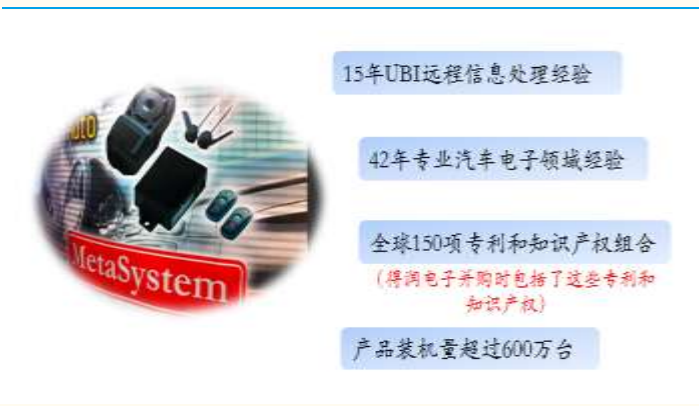 15年UBI远程信息处理经验
uto
42年专业汽车电子领域经验
全球150项专利和知识产权组合
（得润电子并购时包括了这些专利和
知识产权）
MetaSystem
产品装机量超过600万台